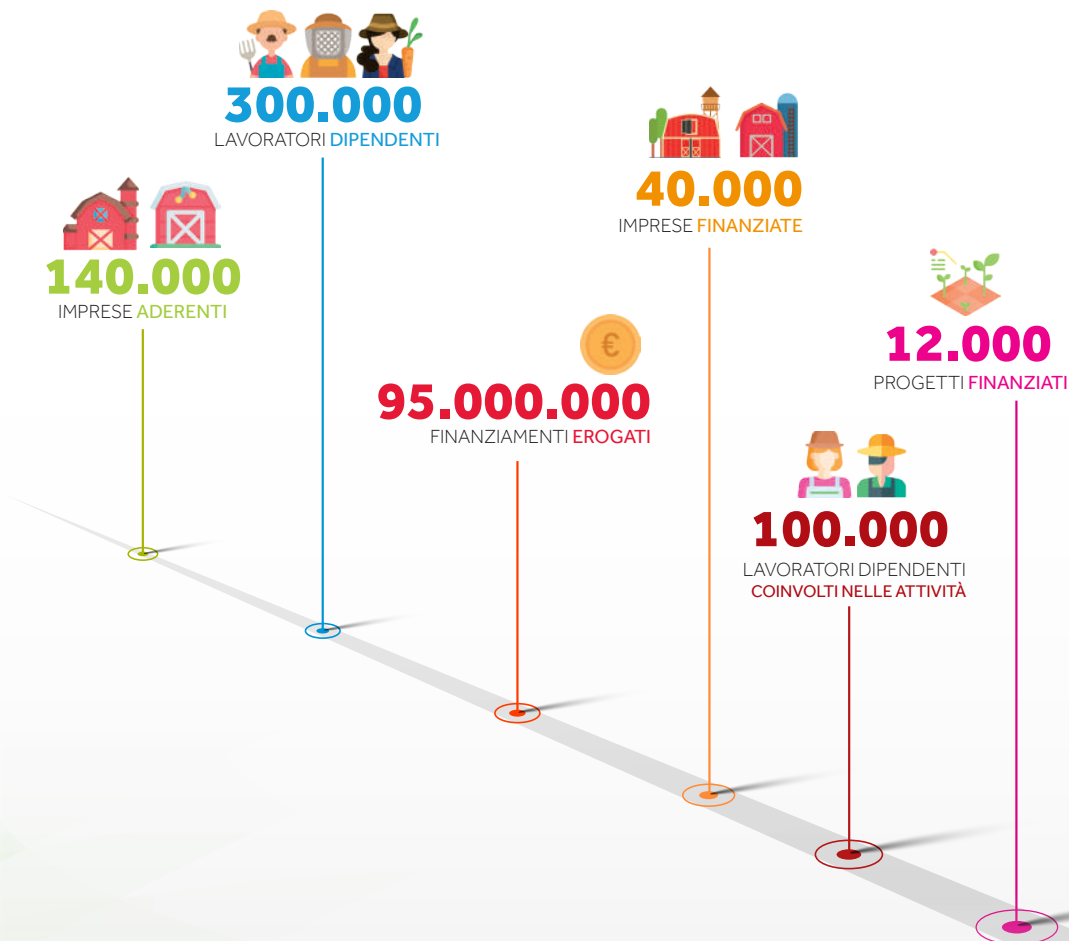 300.000
LAVORATORI DIPENDENTI
140.000
IMPRESE ADERENTI
40.000
IMPRESE FINANZIATE
€
95.000.000
FINANZIAMENTI EROGATI
12.000
PROGETTI FINANZIATI
100.000
LAVORATORI DIPENDENTI
COINVOLTI NELLE ATTIVITÀ